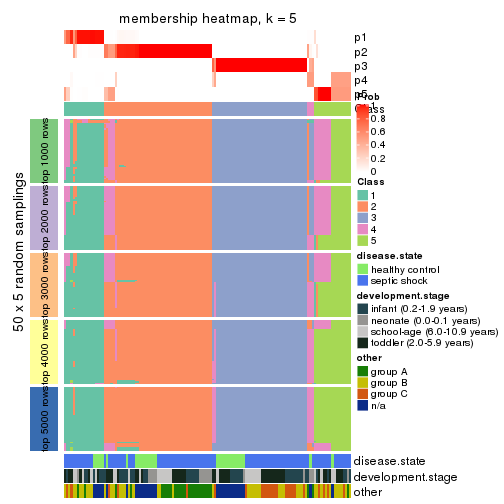 membership heatmap, k = 5
p1
p2
p3
p4
p5
Class
Prob
1
0.8
0.6
0.4
0.2
0
Class
1
2
3
4
5
disease.state
healthy control
septic shock
development.stage
infant (0.2-1.9 years)
neonate (0.0-0.1 years)
school-age (6.0-10.9 years)
toddler (2.0-5.9 years)
other
group A
group B
group C
n/a
50 x 5 random samplings
top 1000 rows
top 2000 rows
top 3000 rows
top 4000 rows
top 5000 rows
disease.state
development.stage
other